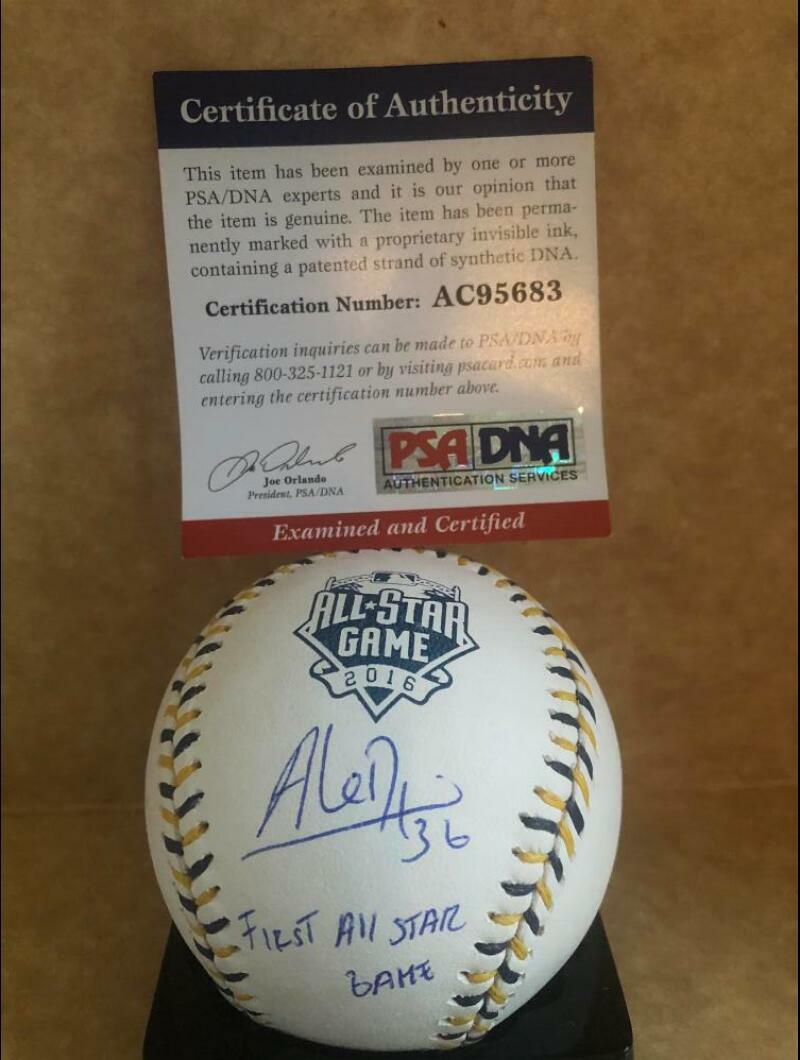 Certificate of Authenticity
This item has been examined by one or more
PSA/DNA experts and it is our opinion that
the item is genuine. The item has been perma-
nently marked with a proprietary invisible ink,
containing a patented strand of synthetic DNA.
Certification Number: AC95683
Verification inquiries can be made to PSA/DNA by
calling 800-325-1121 or by visiting psacard.com and
entering the certification number above.
Joe Orlando
President, PSA/DNA
PSA DNA
AUTHENTICATION SERVICES
Examined and Certified
ALL★STAR
GAME
2016
36
FIRST All STAR
GAME